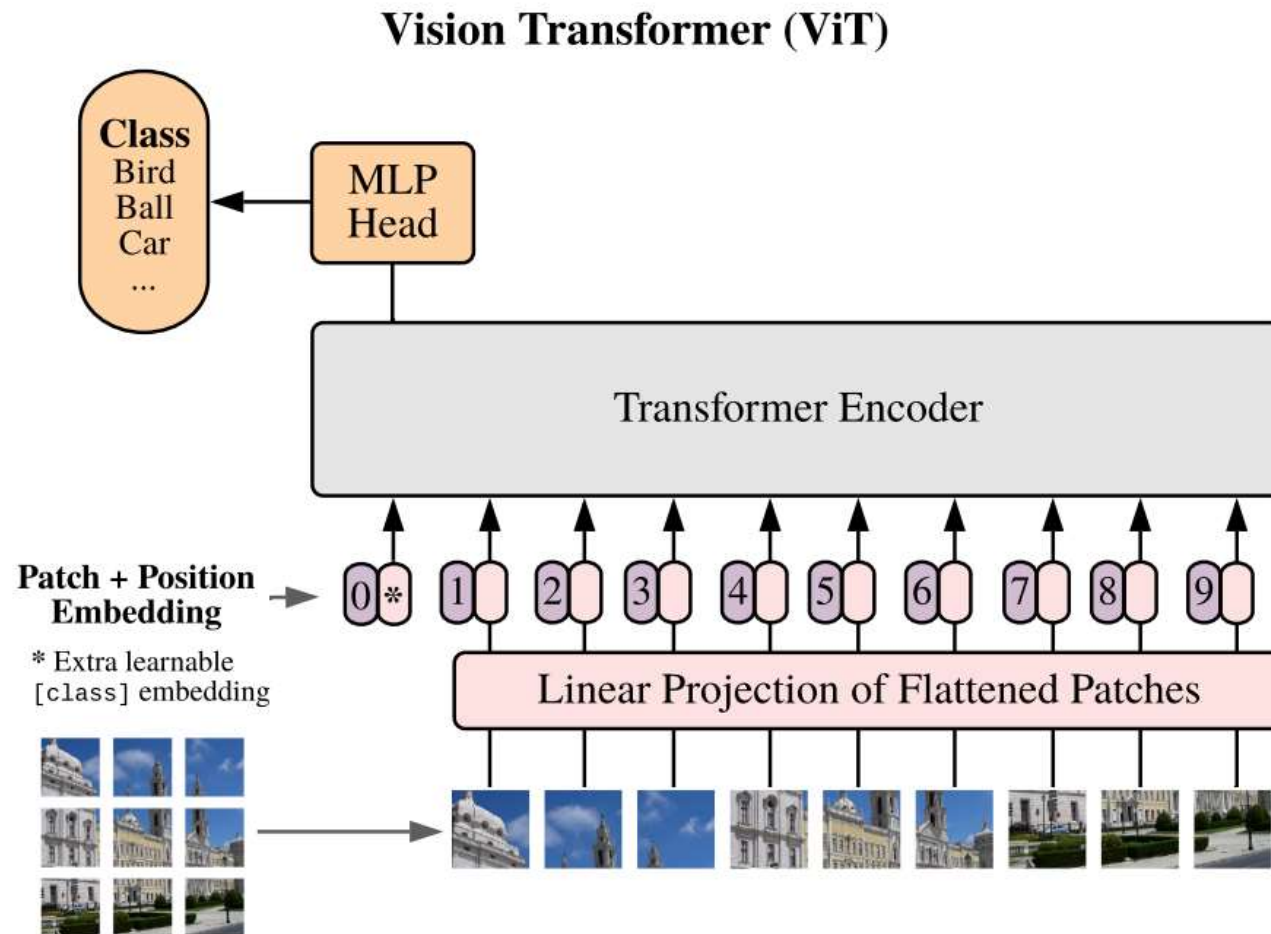 Vision Transformer (ViT)
Class
Bird
Ball
Car
...
MLP
Head
Transformer Encoder
Patch + Position
Embedding
0 * 1 2 3 4 5 6 7 8 9
* Extra learnable
[class] embedding
Linear Projection of Flattened Patches